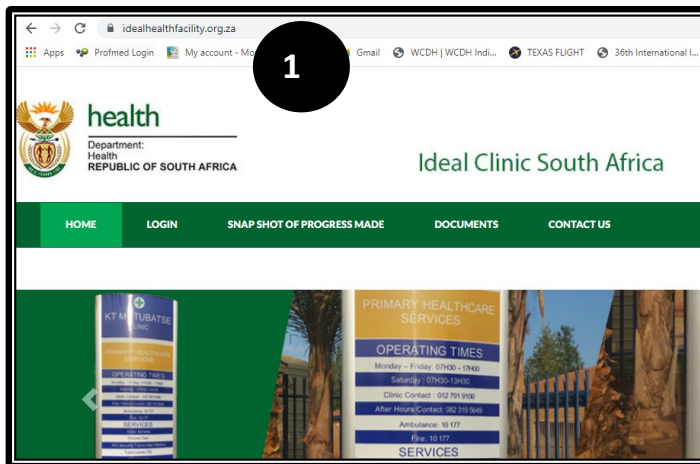 idealhealthfacility.org.za
Apps Profmed Login My account - Mo Gmail WCDH | WCDH Indi... TEXAS FLIGHT 36th International I...
1
health
Department:
Health
REPUBLIC OF SOUTH AFRICA
Ideal Clinic South Africa
HOME LOGIN SNAP SHOT OF PROGRESS MADE DOCUMENTS CONTACT US
KT M TUBATSE
CLINIC
PRIMARY HEALTHCARE
SERVICES
OPERATING TIMES
SERVICES
PRIMARY HEALTHCARE
SERVICES
OPERATING TIMES
Monday – Friday: 07H30 – 17H00
Saturday : 07H30-13H30
Clinic Contact : 012 791 9100
After Hours Contact: 082 319 5649
Ambulance: 10 177
Fire: 10 177
SERVICES